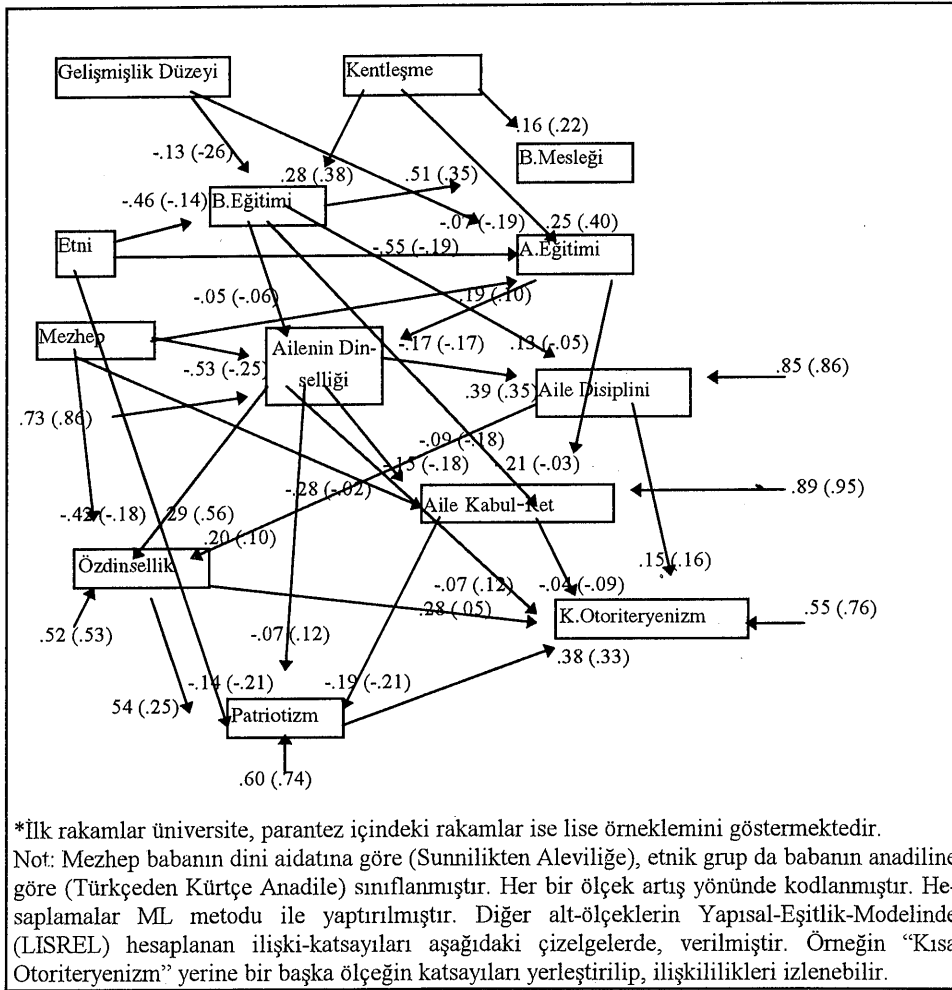 Gelişmişlik Düzeyi
Kentleşme
.16 (.22)
B.Mesleği
-.13 (-26)
.28 (.38)
.51 (.35)
-.46 (-.14)
B.Eğitimi
-.07 (-.19)
.25 (.40)
Etni
-.55 (-.19)
A.Eğitimi
-.05 (-.06)
.19 (.10)
Mezhep
Ailenin Din-
selliği
-.17 (-.17)
.13 (-.05)
-.53 (-.25)
.85 (.86)
.39 (.35)
Aile Disiplini
.73 (.86)
-.09 (-.18)
-.15 (-.18)
-.21 (-.03)
-.28 (-.02)
.89 (.95)
Aile Kabul-Ret
-.42 (-.18)
.29 (.56)
.20 (.10)
Özdinsellik
.15 (.16)
-.07 (.12)
-.04 (-.09)
.28 (.05)
K.Otoriteryenizm
.55 (.76)
.52 (.53)
-.07 (.12)
.38 (.33)
-.14 (-.21)
-.19 (-.21)
54 (.25)
Patriotizm
.60 (.74)
*İlk rakamlar üniversite, parantez içindeki rakamlar ise lise örneklemini göstermektedir.
Not: Mezhep babanın dini aidatına göre (Sunnilikten Aleviliğe), etnik grup da babanın anadiline
göre (Türkçeden Kürtçe Anadile) sınıflanmıştır. Her bir ölçek artış yönünde kodlanmıştır. He-
saplamalar ML metodu ile yaptırılmıştır. Diğer alt-ölçeklerin Yapısal-Eşitlik-Modelinde
(LISREL) hesaplanan ilişki-katsayıları aşağıdaki çizelgelerde, verilmiştir. Örneğin “Kısa
Otoriteryenizm” yerine bir başka ölçeğin katsayıları yerleştirilip, ilişkililikleri izlenebilir.